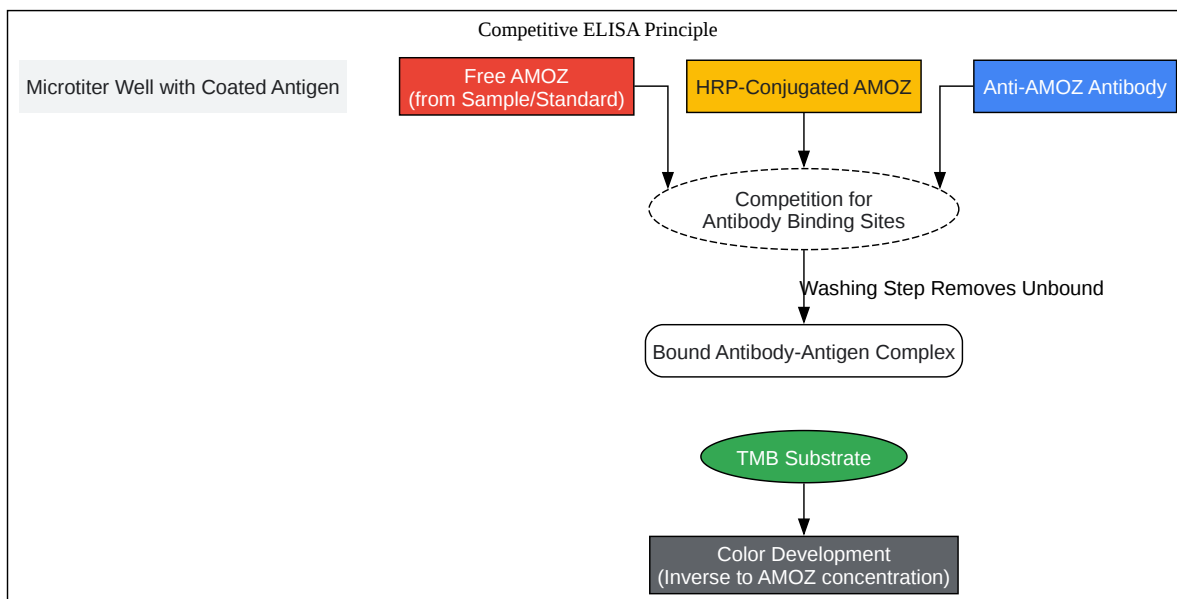 Competitive ELISA Principle
Microtiter Well with Coated Antigen
Free AMOZ
(from Sample/Standard)
HRP-Conjugated AMOZ
Anti-AMOZ Antibody
Competition for
Antibody Binding Sites
Washing Step Removes Unbound
Bound Antibody-Antigen Complex
TMB Substrate
Color Development
(Inverse to AMOZ concentration)